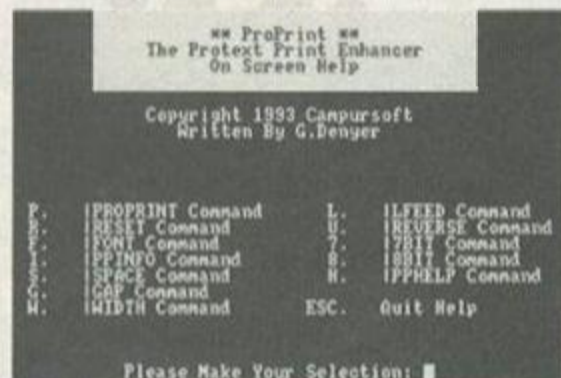 ** ProPrint **
The Protext Print Enhancer
On Screen Help
Copyright 1993 Campursoft
Written By G.Denyer
P. |PROPRINT Command L. |LFEED Command
R. |RESET Command U. |REVERSE Command
F. |FONT Command 7. |7BIT Command
I. |PPINFO Command 8. |8BIT Command
S. |SPACE Command H. |PPHELP Command
G. |GAP Command
W. |WIDTH Command ESC. Quit Help
Please Make Your Selection: